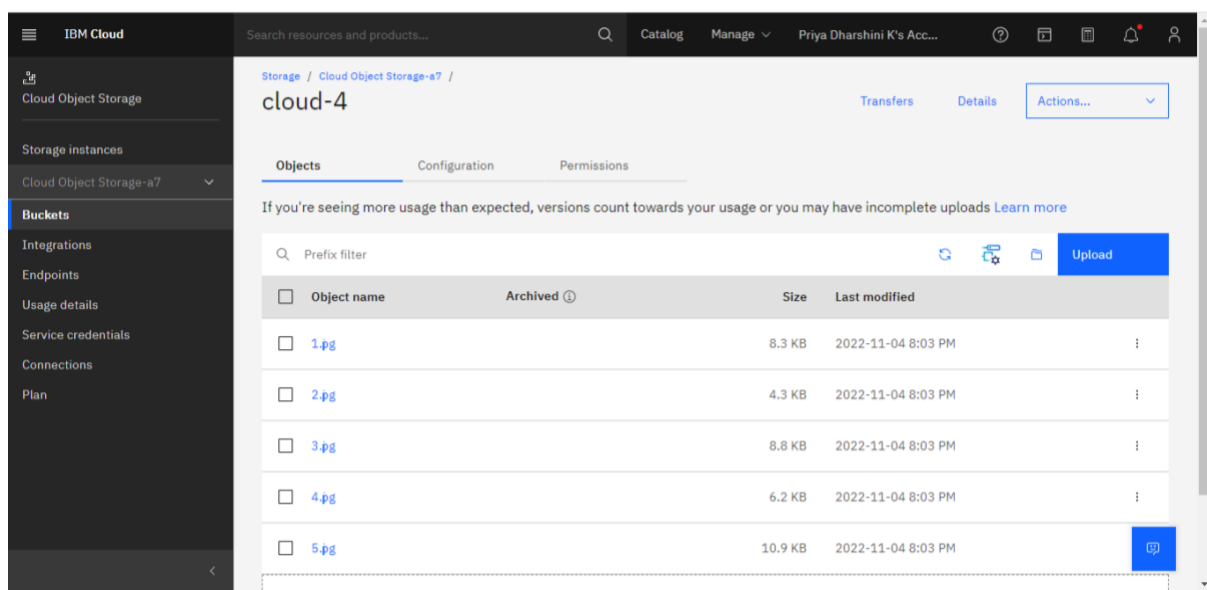 IBM Cloud
Search resources and products...
Catalog
Manage
Priya Dharshini K's Acc...
Cloud Object Storage
Storage instances
Cloud Object Storage-a7
Buckets
Integrations
Endpoints
Usage details
Service credentials
Connections
Plan
Storage / Cloud Object Storage-a7 /
cloud-4
Transfers
Details
Actions...
Objects
Configuration
Permissions
If you're seeing more usage than expected, versions count towards your usage or you may have incomplete uploads Learn more
Prefix filter
Upload
Object name Archived Size Last modified
1.jpg 8.3 KB 2022-11-04 8:03 PM
2.jpg 4.3 KB 2022-11-04 8:03 PM
3.jpg 8.8 KB 2022-11-04 8:03 PM
4.jpg 6.2 KB 2022-11-04 8:03 PM
5.jpg 10.9 KB 2022-11-04 8:03 PM